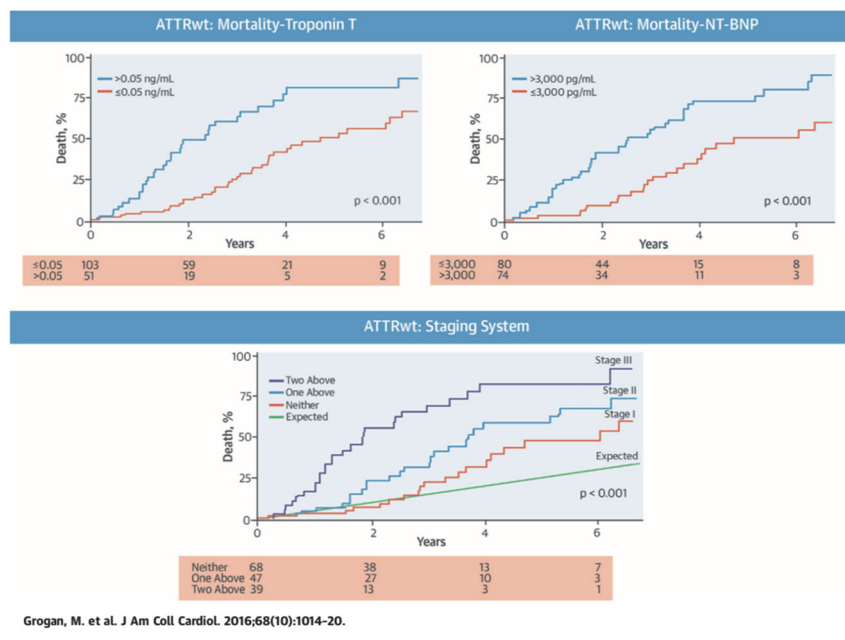 ATTRwt: Mortality-Troponin T
100
75
50
25
0
Death, %
>0.05 ng/mL
≤0.05 ng/mL
p < 0.001
0 2 4 6
Years
≤0.05 103 59 21 9
>0.05 51 19 5 2
ATTRwt: Mortality-NT-BNP
100
75
50
25
0
Death, %
>3,000 pg/mL
≤3,000 pg/mL
p < 0.001
0 2 4 6
Years
≤3,000 80 44 15 8
>3,000 74 34 11 3
ATTRwt: Staging System
100
75
50
25
0
Death, %
Two Above
One Above
Neither
Expected
Stage III
Stage II
Stage I
Expected
p < 0.001
0 2 4 6
Years
Neither 68 38 13 7
One Above 47 27 10 3
Two Above 39 13 3 1
Grogan, M. et al. J Am Coll Cardiol. 2016;68(10):1014-20.